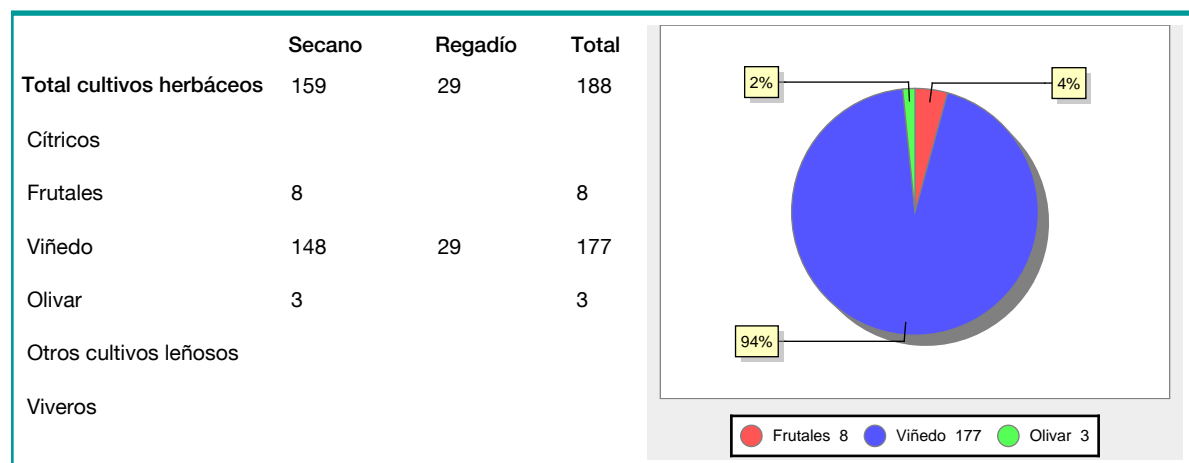 Secano Regadío Total
Total cultivos herbáceos 159 29 188
Cítricos
Frutales 8 8
Viñedo 148 29 177
Olivar 3 3
Otros cultivos leñosos
Viveros
2% 4%
94%
Frutales 8 Viñedo 177 Olivar 3